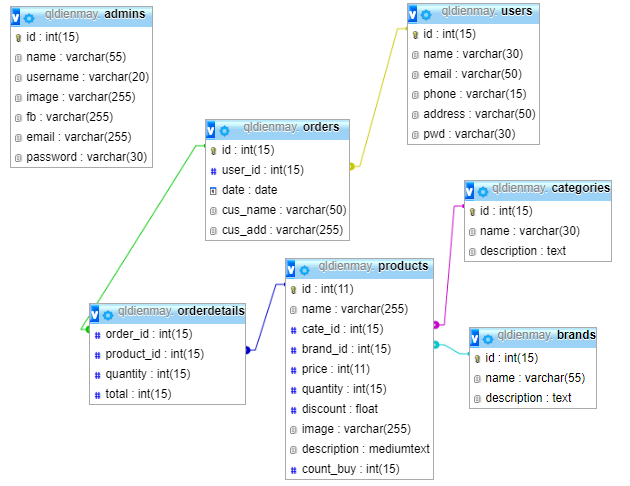 qldienmay. admins
id : int(15)
name : varchar(55)
username : varchar(20)
image : varchar(255)
fb : varchar(255)
email : varchar(255)
password : varchar(30)
qldienmay. users
id : int(15)
name : varchar(30)
email : varchar(50)
phone : varchar(15)
address : varchar(50)
pwd : varchar(30)
qldienmay. orders
id : int(15)
user_id : int(15)
date : date
cus_name : varchar(50)
cus_add : varchar(255)
qldienmay. categories
id : int(15)
name : varchar(30)
description : text
qldienmay. products
id : int(11)
name : varchar(255)
cate_id : int(15)
brand_id : int(15)
price : int(11)
quantity : int(15)
discount : float
image : varchar(255)
description : mediumtext
count_buy : int(15)
qldienmay. orderdetails
order_id : int(15)
product_id : int(15)
quantity : int(15)
total : int(15)
qldienmay. brands
id : int(15)
name : varchar(55)
description : text